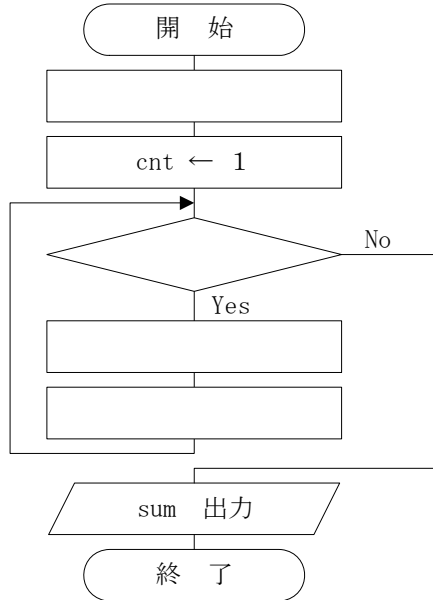 開 始
cnt ← 1
No
Yes
sum 出力
終 了